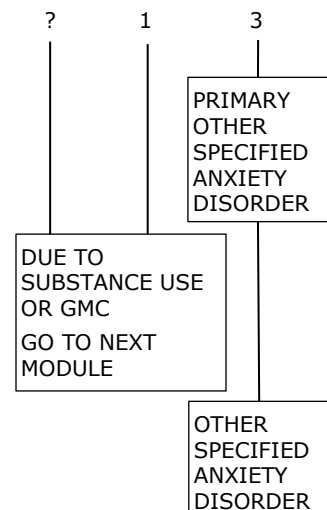 ? 1 3
PRIMARY
OTHER
SPECIFIED
ANXIETY
DISORDER
DUE TO
SUBSTANCE USE
OR GMC
GO TO NEXT
MODULE
OTHER
SPECIFIED
ANXIETY
DISORDER